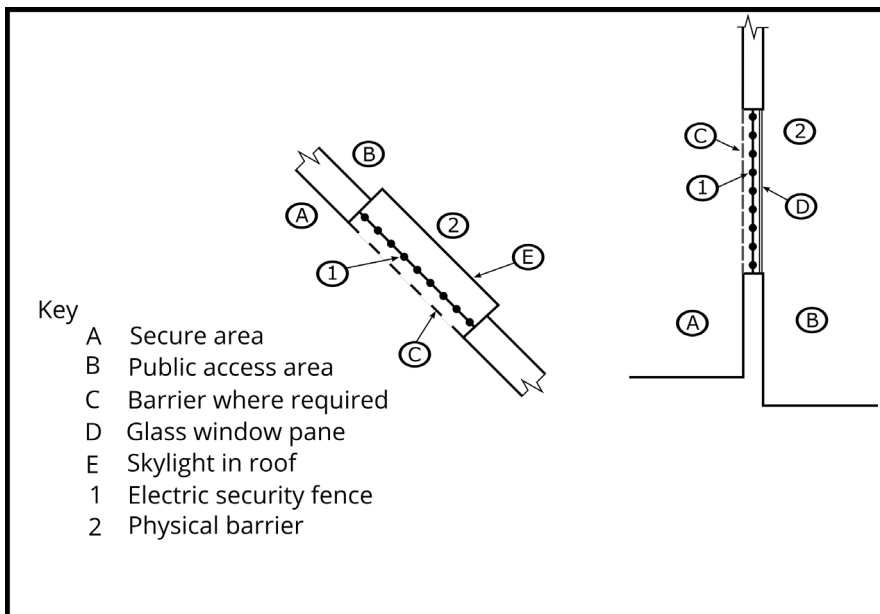 B
A
2
E
1
C
C
2
1
D
A
B
Key
A Secure area
B Public access area
C Barrier where required
D Glass window pane
E Skylight in roof
1 Electric security fence
2 Physical barrier